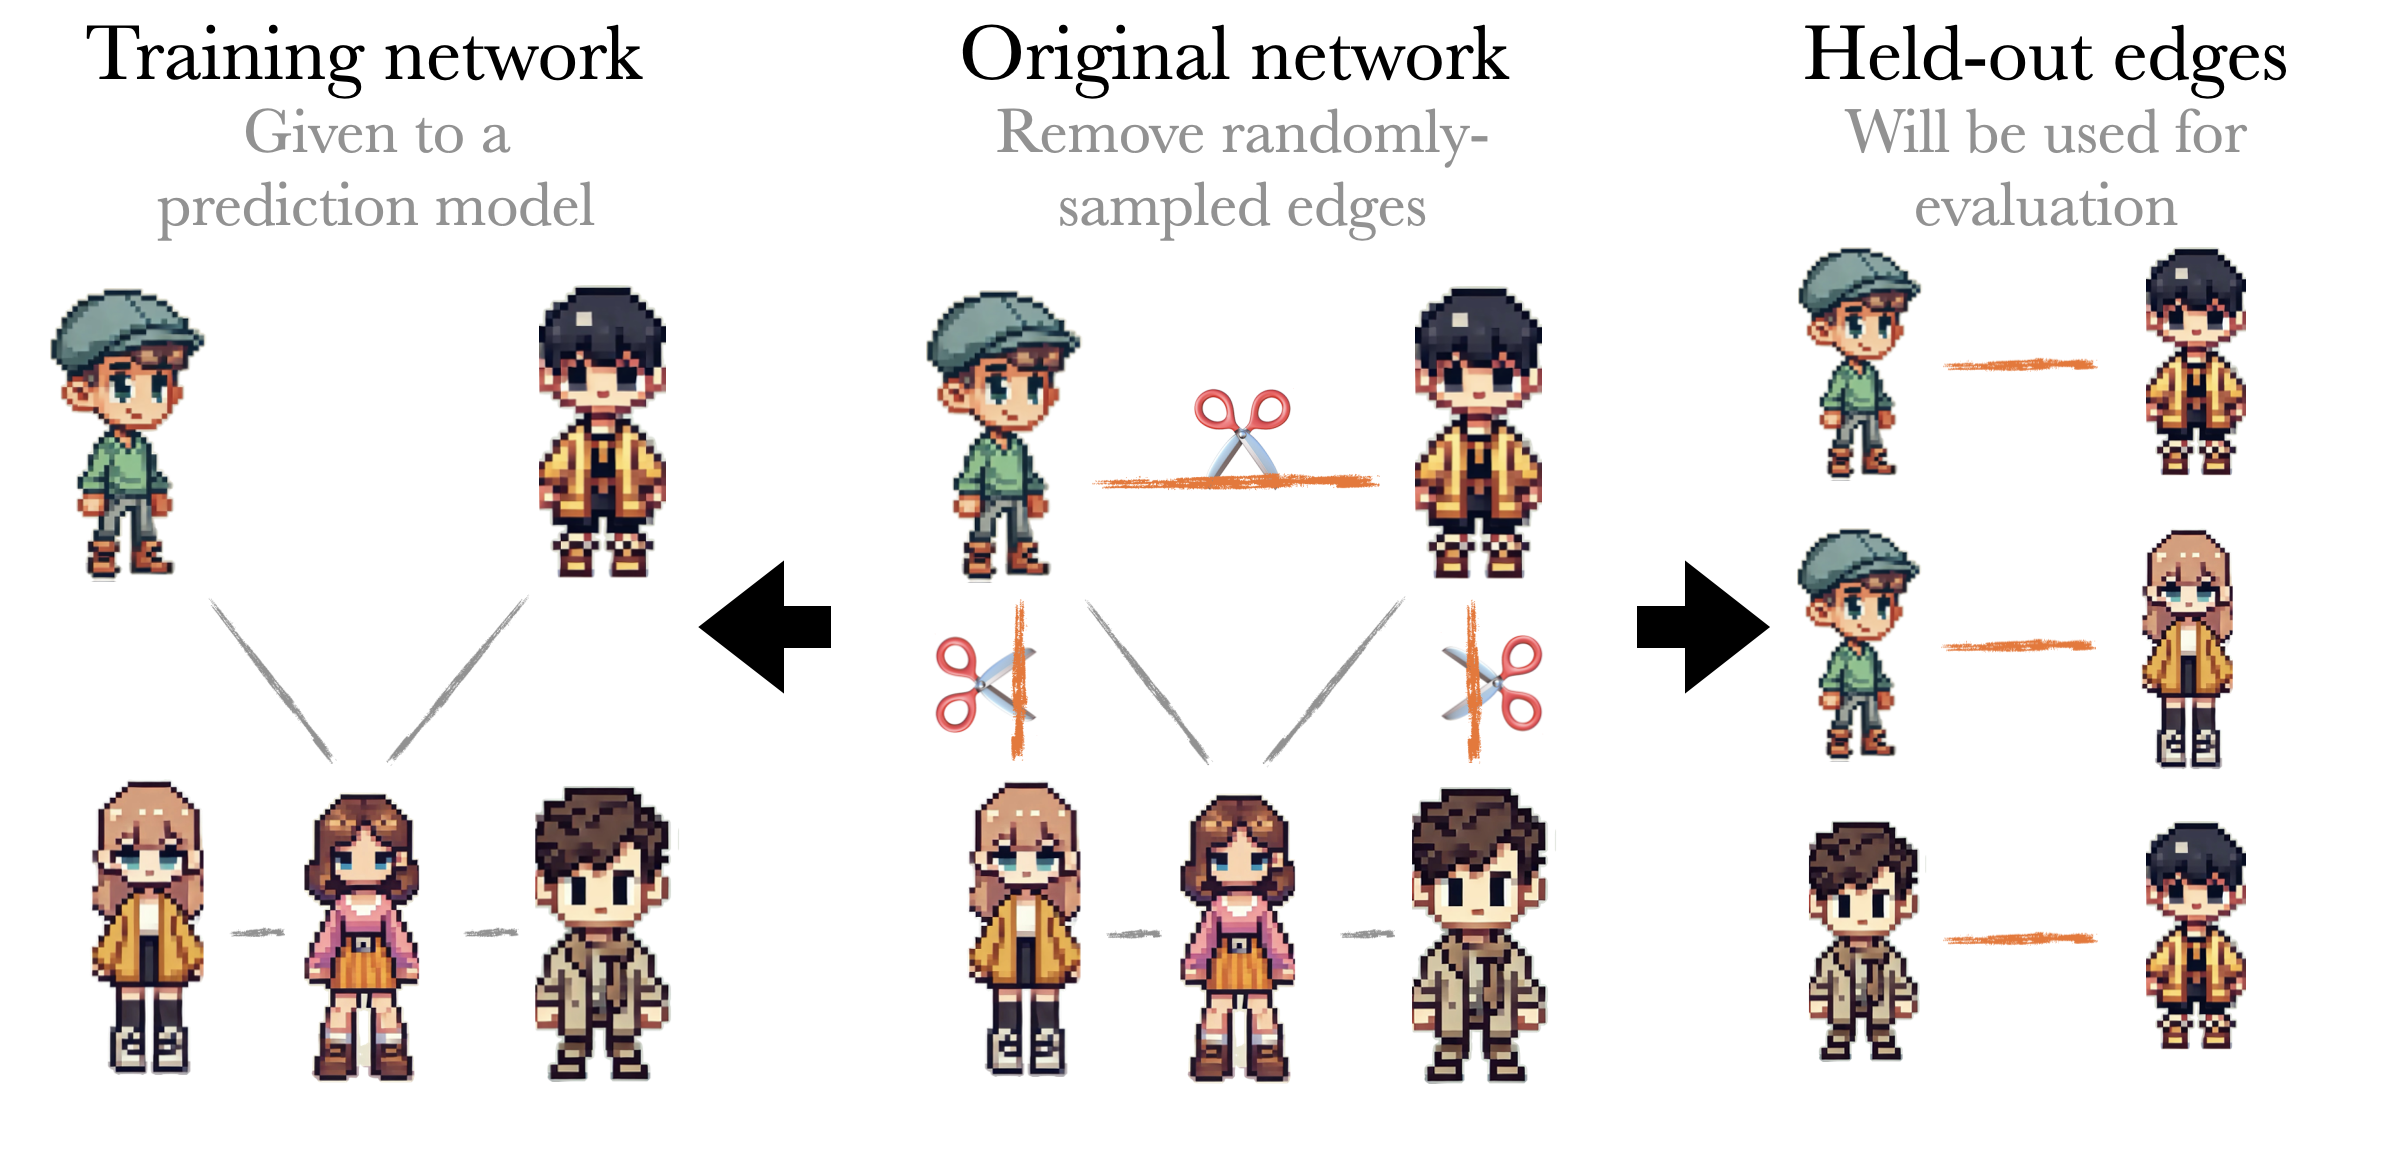 Training network
Given to a
prediction model
Original network
Remove randomly-
sampled edges
Held-out edges
Will be used for
evaluation